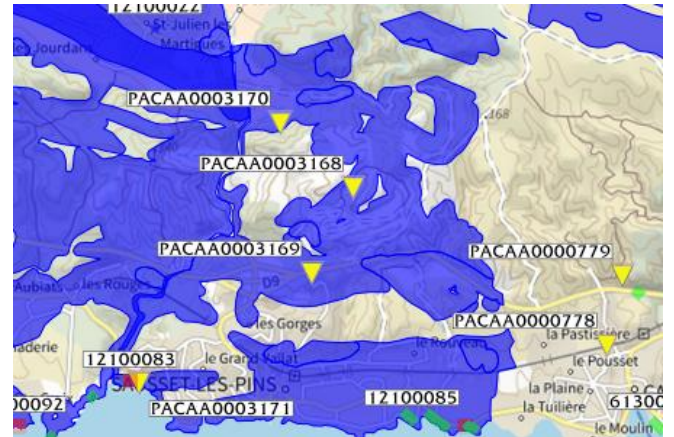 12100022
St-Julien les
Martigues
les Jourdans
PACAA0003170
168
PACAA0003168
PACAA0003169
PACAA0000779
D9
Aubiats
les Rouges
les Gorges
PACAA0000778
la Pastissière
naderie
12100083
le Grand Vallat
le Rouveau
le Pousset
SAUSSET-LES-PINS
la Plaine
CA
00092
PACAA0003171
12100085
la Tuilière
61300
le Moulin